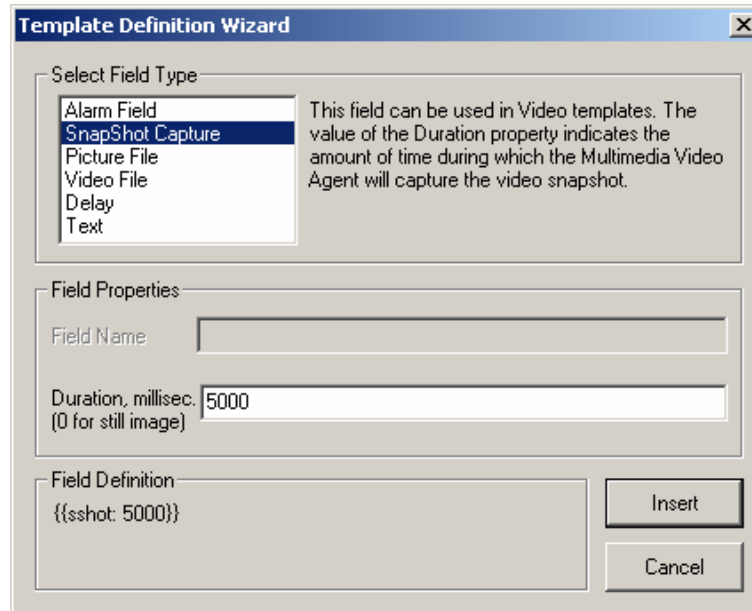 Template Definition Wizard
Select Field Type
Alarm Field
SnapShot Capture
Picture File
Video File
Delay
Text
This field can be used in Video templates. The
value of the Duration property indicates the
amount of time during which the Multimedia Video
Agent will capture the video snapshot.
Field Properties
Field Name
Duration, millisec.
(0 for still image)
5000
Field Definition
{{sshot: 5000}}
Insert
Cancel